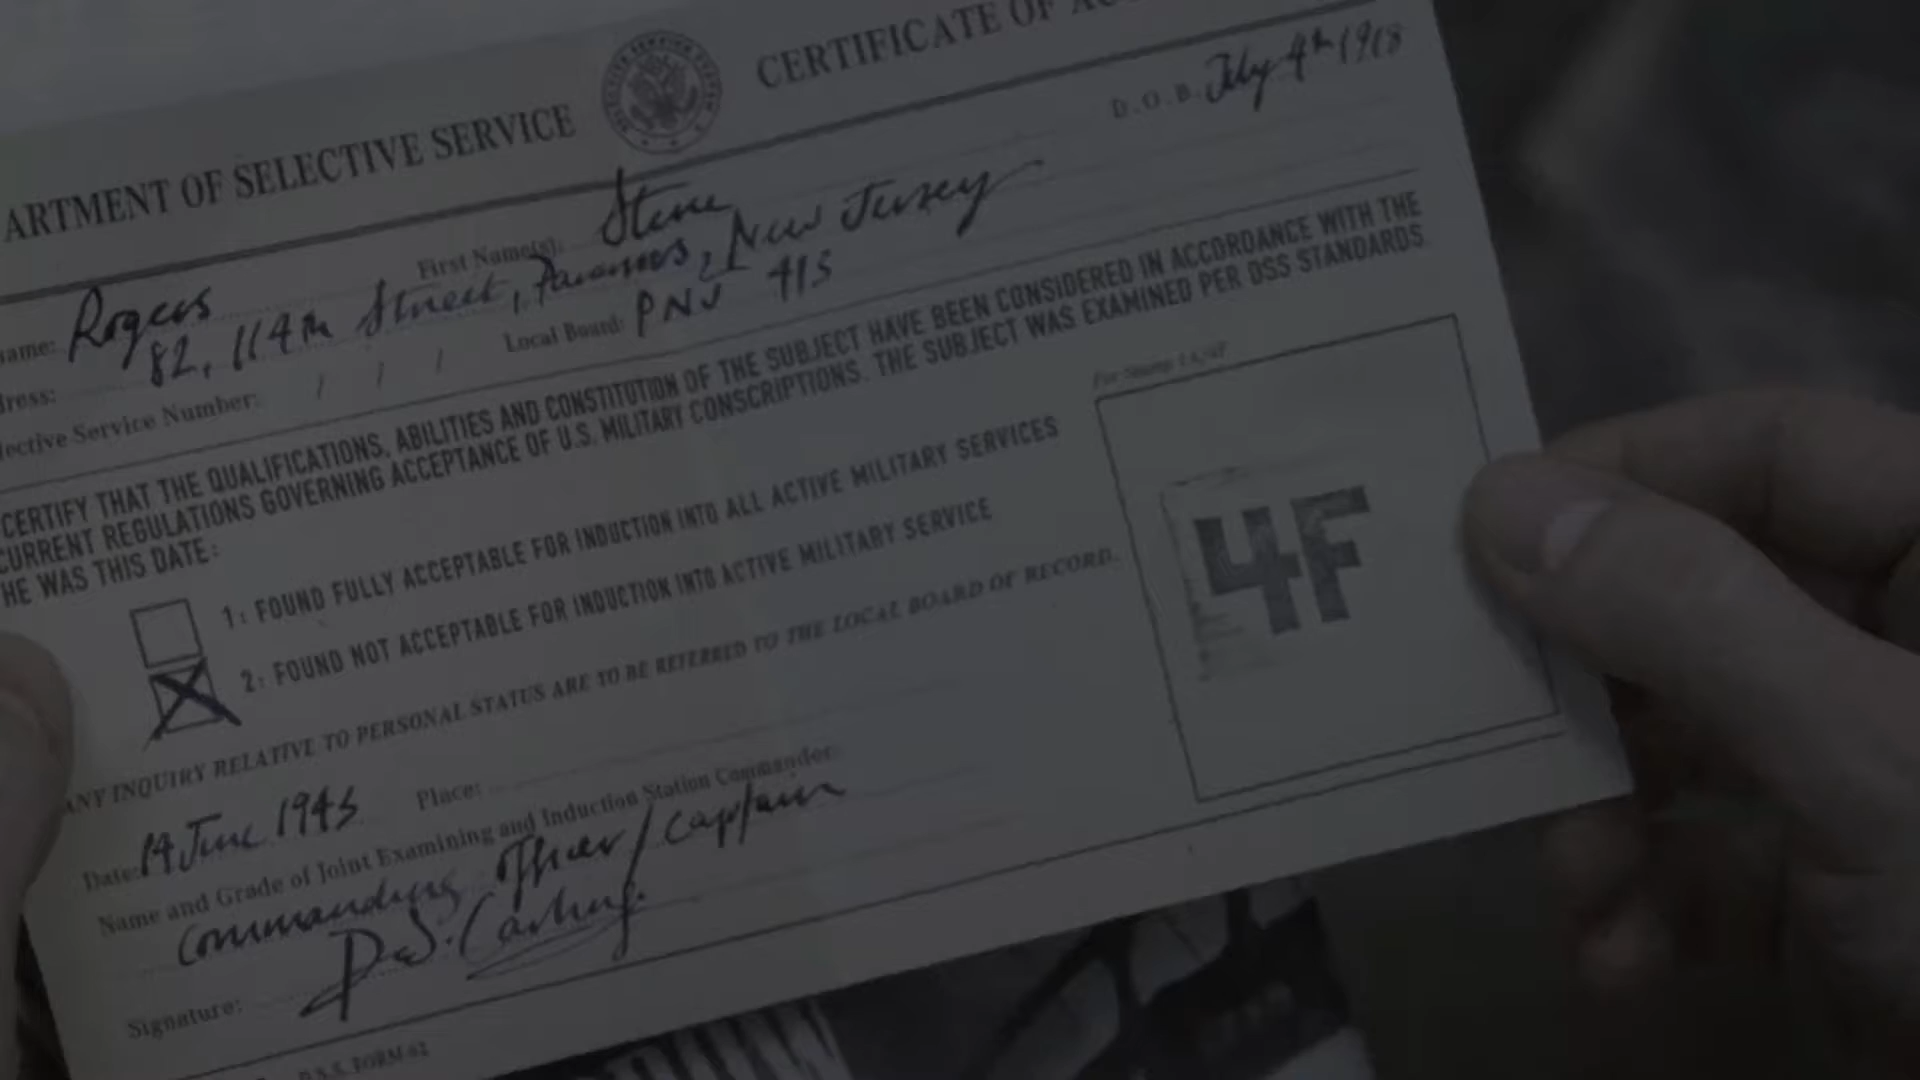 ARTMENT OF SELECTIVE SERVICE
CERTIFICATE OF AC
D.O.B. July 4th 1918
ame: Rogers First Name(s): Steve
ress: 82, 114th Street, Paramus, New Jersey
lective Service Number: / / / Local Board: PNJ 413
CERTIFY THAT THE QUALIFICATIONS, ABILITIES AND CONSTITUTION OF THE SUBJECT HAVE BEEN CONSIDERED IN ACCORDANCE WITH THE
CURRENT REGULATIONS GOVERNING ACCEPTANCE OF U.S. MILITARY CONSCRIPTIONS. THE SUBJECT WAS EXAMINED PER DSS STANDARDS
HE WAS THIS DATE:
1: FOUND FULLY ACCEPTABLE FOR INDUCTION INTO ALL ACTIVE MILITARY SERVICES
2: FOUND NOT ACCEPTABLE FOR INDUCTION INTO ACTIVE MILITARY SERVICE
ANY INQUIRY RELATIVE TO PERSONAL STATUS ARE TO BE REFERRED TO THE LOCAL BOARD OF RECORD.
For Stamp
4F
Date: 14 June 1943 Place:
Name and Grade of Joint Examining and Induction Station Commander:
Commanding Officer/Captain
Signature:
D.S.S. FORM 62